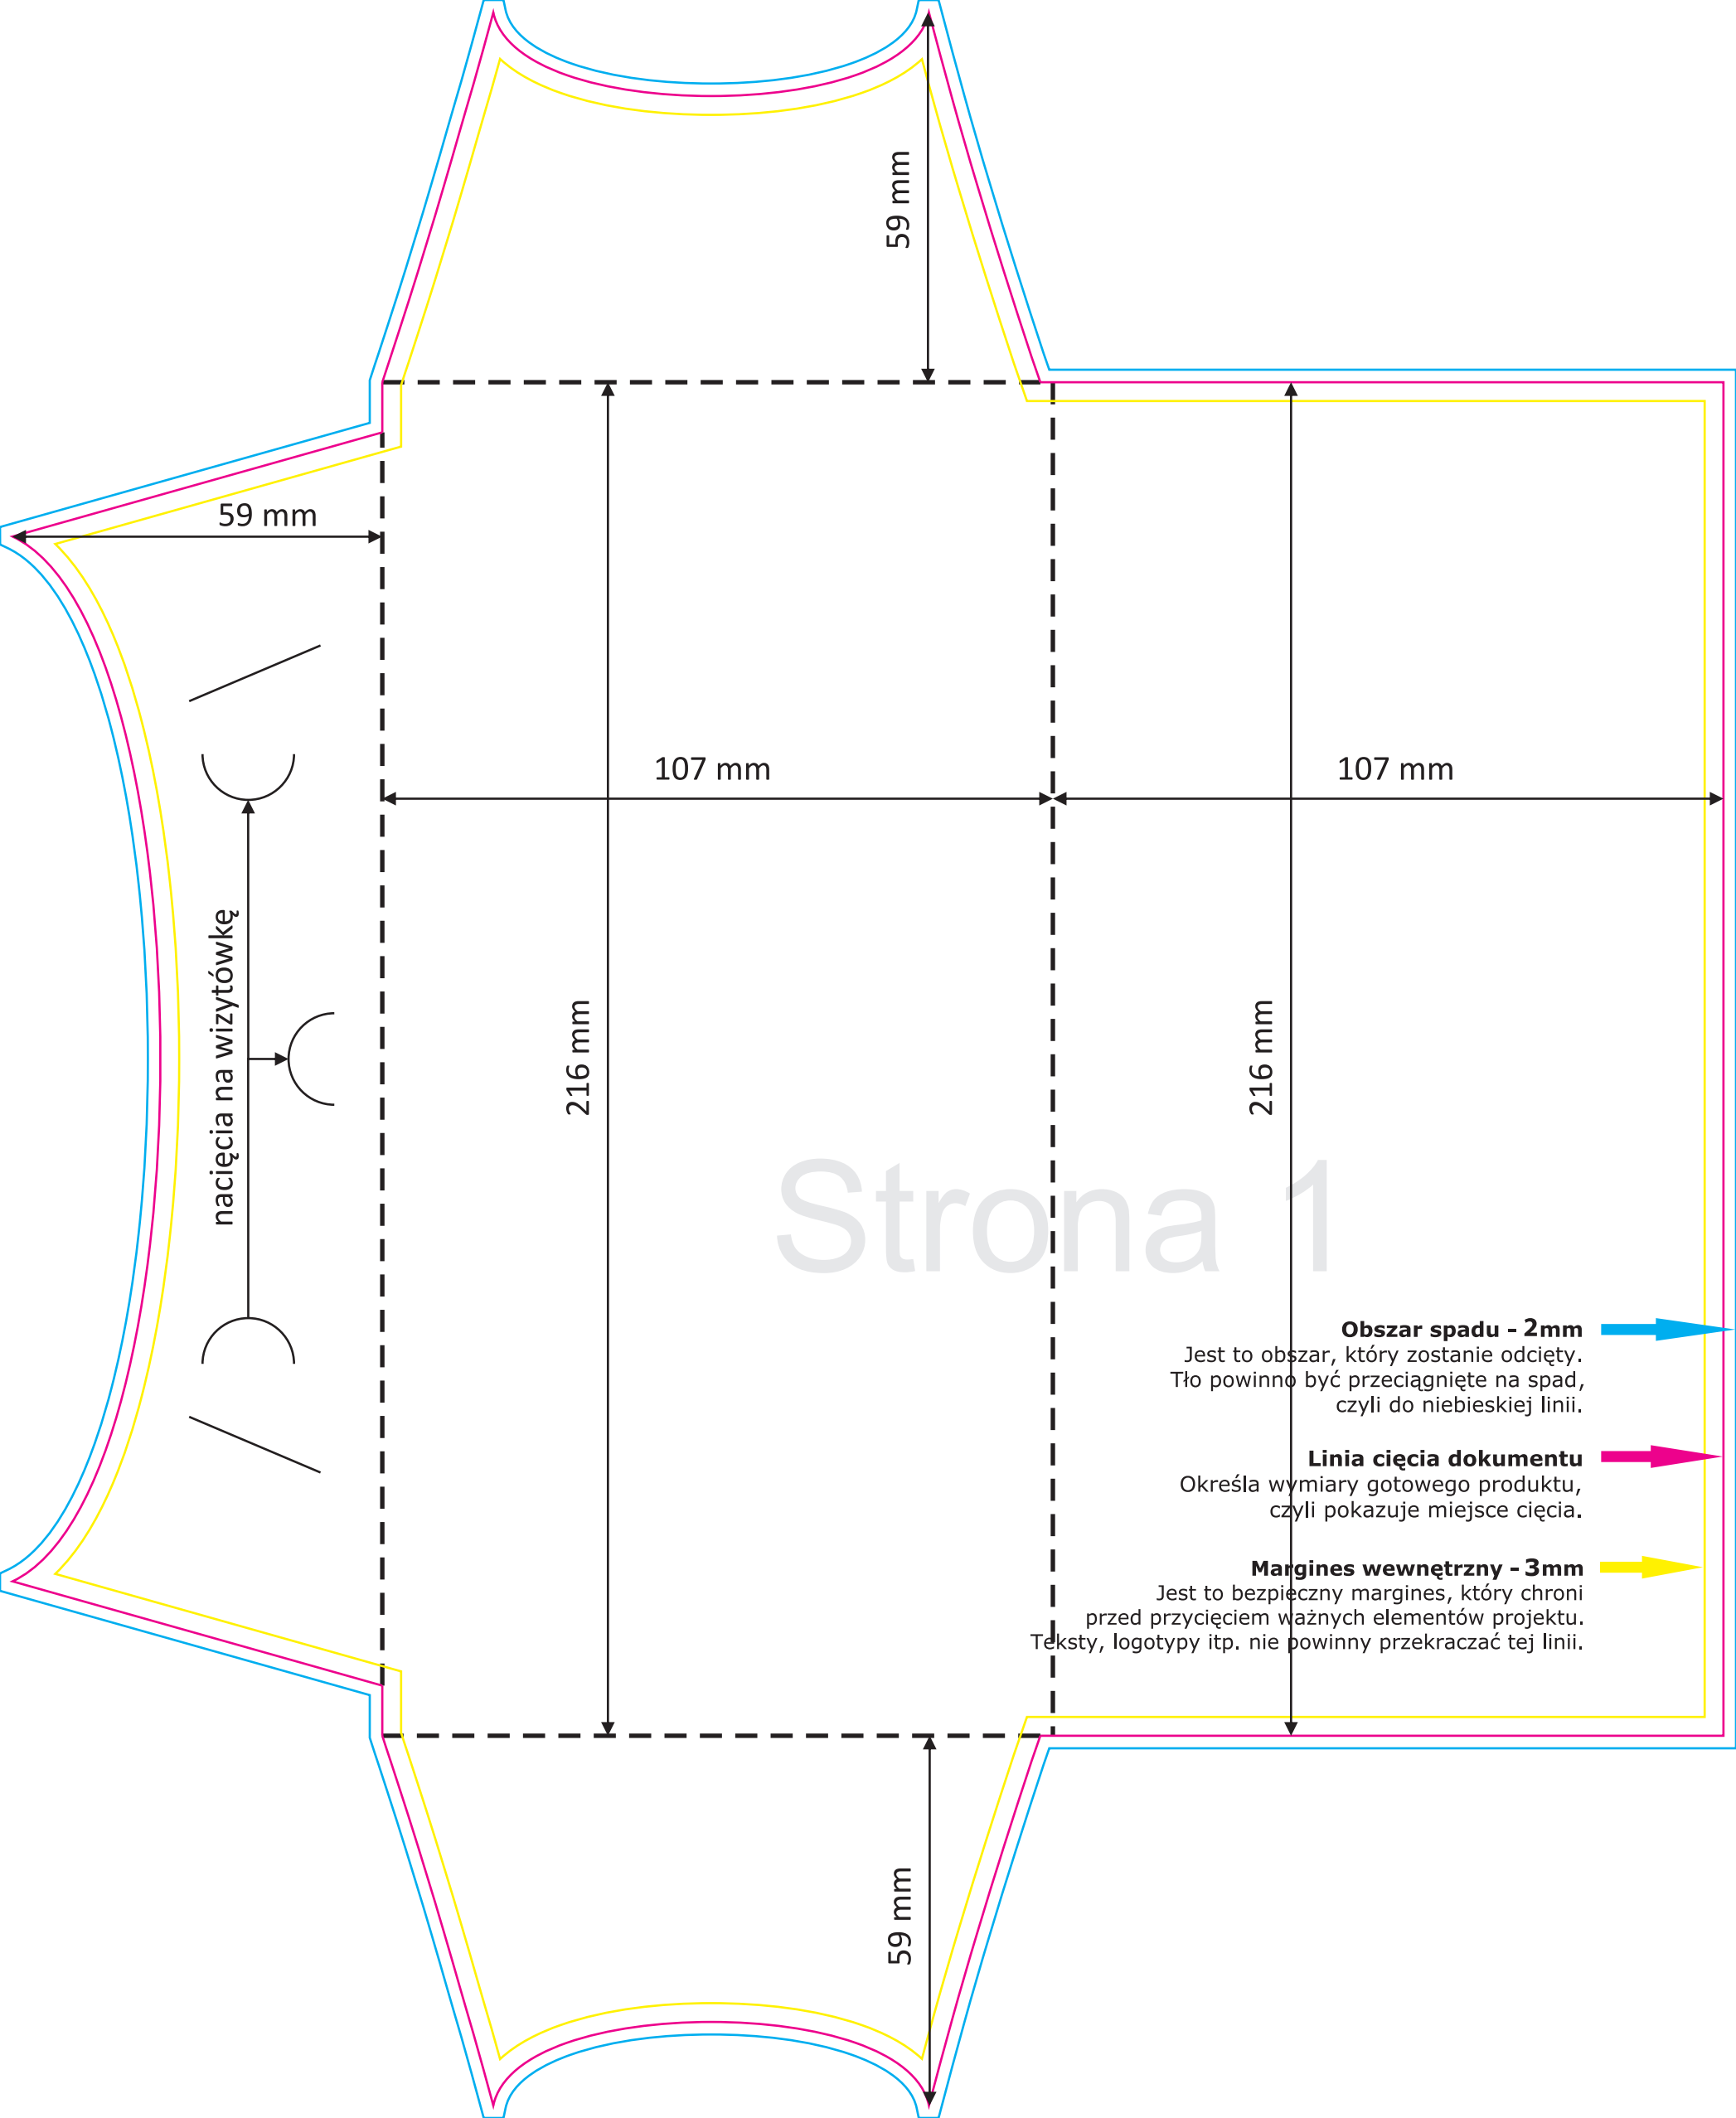 59 mm
59 mm
107 mm
107 mm
nacięcia na wizytówkę
216 mm
216 mm
Strona 1
Obszar spadu - 2mm
Jest to obszar, który zostanie odcięty.
Tło powinno być przeciągnięte na spad,
czyli do niebieskiej linii.
Linia cięcia dokumentu
Określa wymiary gotowego produktu,
czyli pokazuje miejsce cięcia.
Margines wewnętrzny - 3mm
Jest to bezpieczny margines, który chroni
przed przycięciem ważnych elementów projektu.
Teksty, logotypy itp. nie powinny przekraczać tej linii.
59 mm